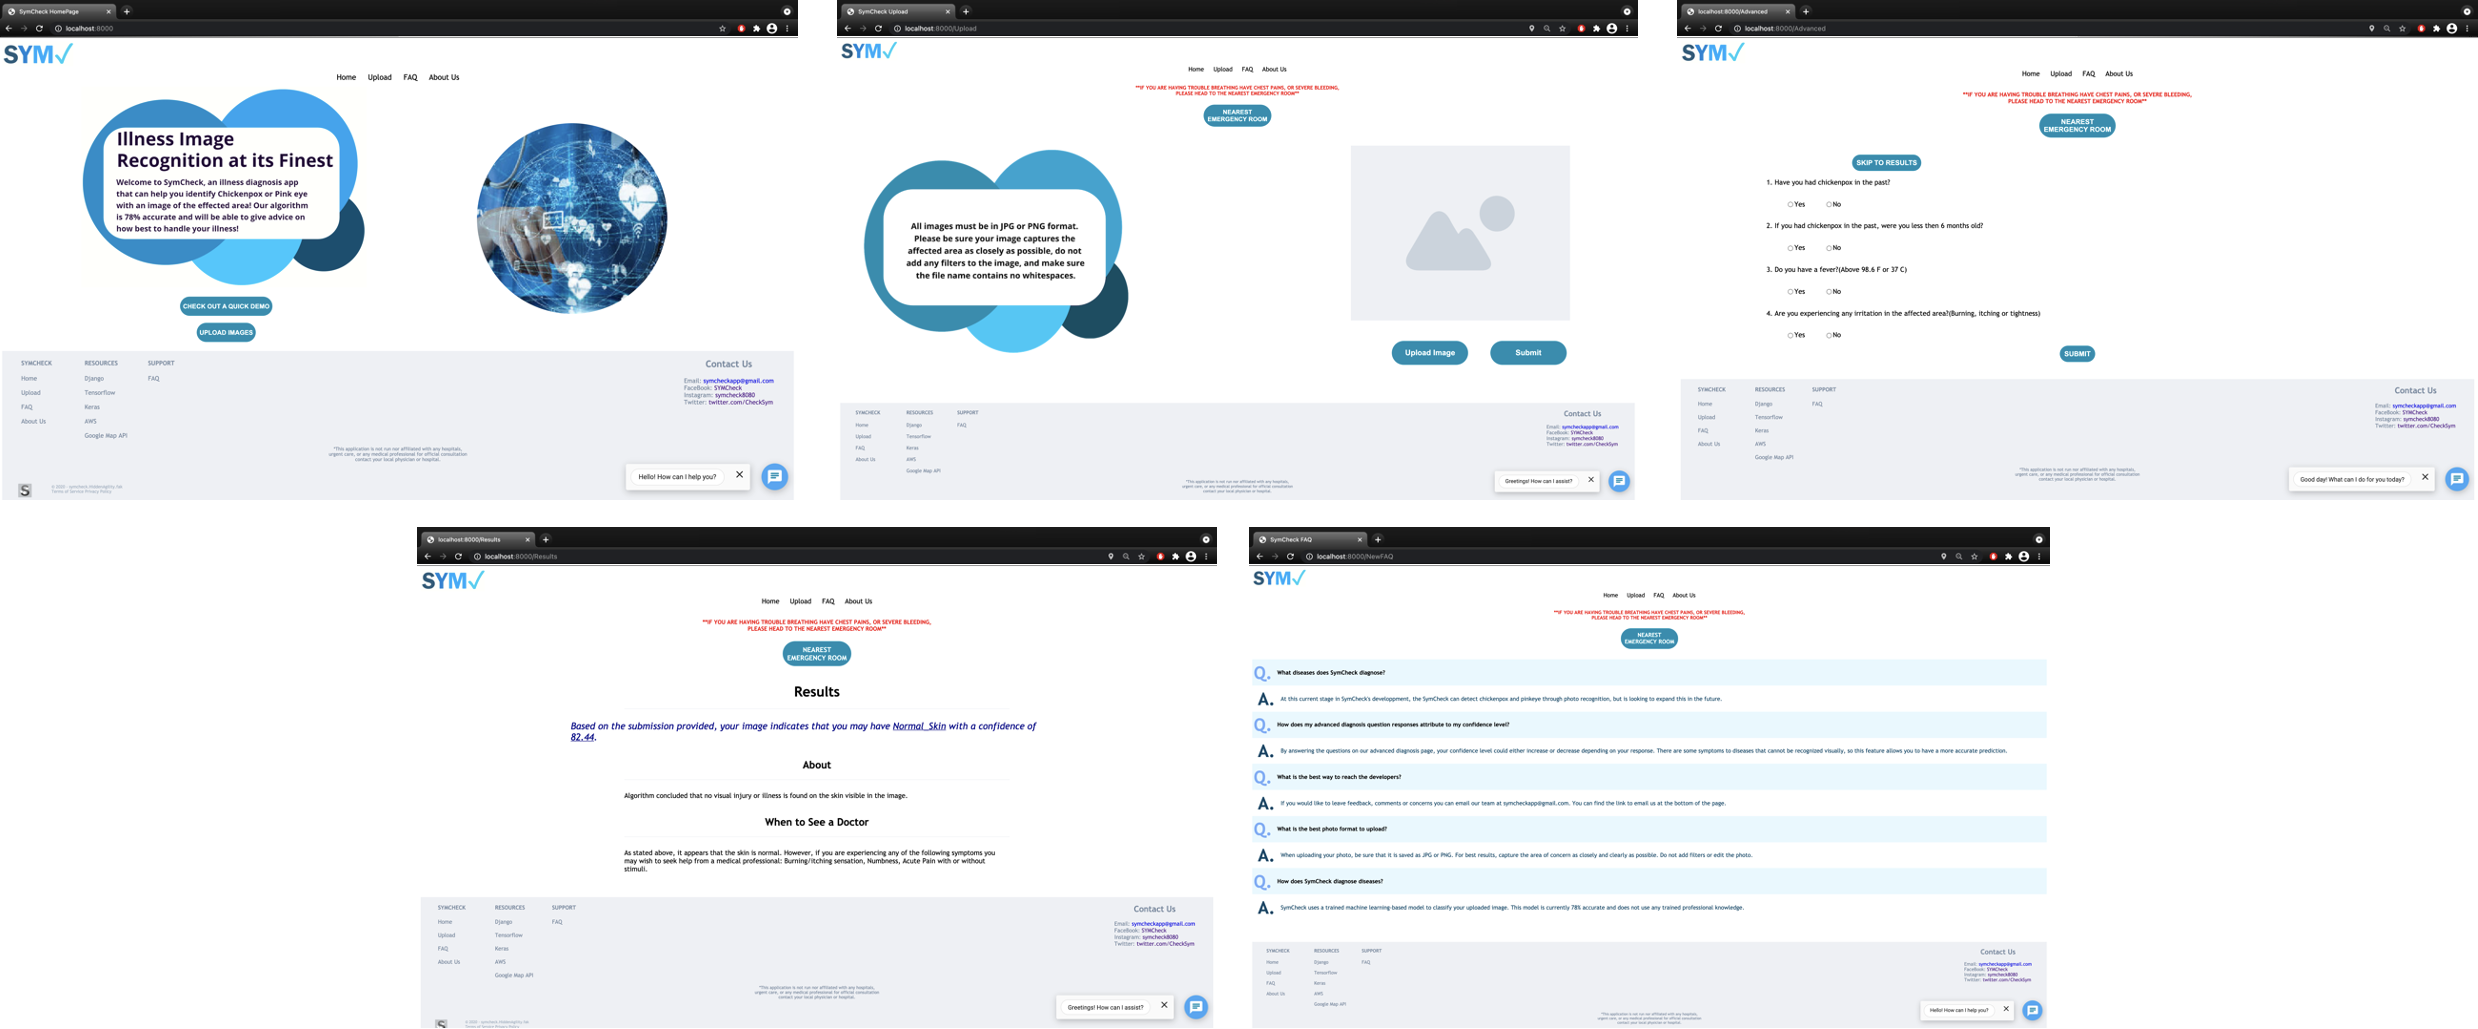 SymCheck HomePage
localhost:8000
SYM✓
Home Upload FAQ About Us
Illness Image
Recognition at its Finest
Welcome to SymCheck, an illness diagnosis app
that can help you identify Chickenpox or Pink eye
with an image of the effected area! Our algorithm
is 78% accurate and will be able to give advice on
how best to handle your illness!
CHECK OUT A QUICK DEMO
UPLOAD IMAGES
SYMCHECK RESOURCES SUPPORT
Home Django FAQ
Upload Tensorflow
FAQ Keras
About Us AWS
Google Map API
Contact Us
Email: symcheckapp@gmail.com
FaceBook: SYMCheck
Instagram: symcheck8080
Twitter: twitter.com/CheckSym
*This application is not run nor affiliated with any hospitals,
urgent care, or any medical professional for official consultation
contact your local physician or hospital.
Hello! How can I help you?
S
Terms of Service Privacy Policy
SymCheck Upload
localhost:8000/Upload
SYM✓
Home Upload FAQ About Us
**IF YOU ARE HAVING TROUBLE BREATHING HAVE CHEST PAINS, OR SEVERE BLEEDING,
PLEASE HEAD TO THE NEAREST EMERGENCY ROOM**
NEAREST
EMERGENCY ROOM
All images must be in JPG or PNG format.
Please be sure your image captures the
affected area as closely as possible, do not
add any filters to the image, and make sure
the file name contains no whitespaces.
Upload Image Submit
SYMCHECK RESOURCES SUPPORT
Home Django FAQ
Upload Tensorflow
FAQ Keras
About Us AWS
Google Map API
Contact Us
Email: symcheckapp@gmail.com
FaceBook: SYMCheck
Instagram: symcheck8080
Twitter: twitter.com/CheckSym
*This application is not run nor affiliated with any hospitals,
urgent care, or any medical professional for official consultation
contact your local physician or hospital.
Greetings! How can I assist?
localhost:8000/Advanced
localhost:8000/Advanced
SYM✓
Home Upload FAQ About Us
**IF YOU ARE HAVING TROUBLE BREATHING HAVE CHEST PAINS, OR SEVERE BLEEDING,
PLEASE HEAD TO THE NEAREST EMERGENCY ROOM**
NEAREST
EMERGENCY ROOM
SKIP TO RESULTS
1. Have you had chickenpox in the past?
Yes No
2. If you had chickenpox in the past, were you less then 6 months old?
Yes No
3. Do you have a fever?(Above 98.6 F or 37 C)
Yes No
4. Are you experiencing any irritation in the affected area?(Burning, itching or tightness)
Yes No
SUBMIT
SYMCHECK RESOURCES SUPPORT
Home Django FAQ
Upload Tensorflow
FAQ Keras
About Us AWS
Google Map API
Contact Us
Email: symcheckapp@gmail.com
FaceBook: SYMCheck
Instagram: symcheck8080
Twitter: twitter.com/CheckSym
*This application is not run nor affiliated with any hospitals,
urgent care, or any medical professional for official consultation
contact your local physician or hospital.
Good day! What can I do for you today?
localhost:8000/Results
localhost:8000/Results
SYM✓
Home Upload FAQ About Us
**IF YOU ARE HAVING TROUBLE BREATHING HAVE CHEST PAINS, OR SEVERE BLEEDING,
PLEASE HEAD TO THE NEAREST EMERGENCY ROOM**
NEAREST
EMERGENCY ROOM
Results
Based on the submission provided, your image indicates that you may have Normal_Skin with a confidence of
82.44.
About
Algorithm concluded that no visual injury or illness is found on the skin visible in the image.
When to See a Doctor
As stated above, it appears that the skin is normal. However, if you are experiencing any of the following symptoms you
may wish to seek help from a medical professional: Burning/Itching sensation, Numbness, Acute Pain with or without
stimuli.
SYMCHECK RESOURCES SUPPORT
Home Django FAQ
Upload Tensorflow
FAQ Keras
About Us AWS
Google Map API
Contact Us
Email: symcheckapp@gmail.com
FaceBook: SYMCheck
Instagram: symcheck8080
Twitter: twitter.com/CheckSym
*This application is not run nor affiliated with any hospitals,
urgent care, or any medical professional for official consultation
contact your local physician or hospital.
Greetings! How can I assist?
S
SymCheck FAQ
localhost:8000/NewFAQ
SYM✓
Home Upload FAQ About Us
**IF YOU ARE HAVING TROUBLE BREATHING HAVE CHEST PAINS, OR SEVERE BLEEDING,
PLEASE HEAD TO THE NEAREST EMERGENCY ROOM**
NEAREST
EMERGENCY ROOM
Q. What diseases does SymCheck diagnose?
A. At this current stage in SymCheck's developpment, the SymCheck can detect chickenpox and pinkeye through photo recognition, but is looking to expand this in the future.
Q. How does my advanced diagnosis question responses attribute to my confidence level?
A. By answering the questions on our advanced diagnosis page, your confidence level could either increase or decrease depending on your response. There are some symptoms to diseases that cannot be recognized visually, so this feature allows you to have a more accurate prediction.
Q. What is the best way to reach the developers?
A. If you would like to leave feedback, comments or concerns you can email our team at symcheckapp@gmail.com. You can find the link to email us at the bottom of the page.
Q. What is the best photo format to upload?
A. When uploading your photo, be sure that it is saved as JPG or PNG. For best results, capture the area of concern as closely and clearly as possible. Do not add filters or edit the photo.
Q. How does SymCheck diagnose diseases?
A. SymCheck uses a trained machine learning-based model to classify your uploaded image. This model is currently 78% accurate and does not use any trained professional knowledge.
SYMCHECK RESOURCES SUPPORT
Home Django FAQ
Upload Tensorflow
FAQ Keras
About Us AWS
Google Map API
Contact Us
Email: symcheckapp@gmail.com
FaceBook: SYMCheck
Instagram: symcheck8080
Twitter: twitter.com/CheckSym
*This application is not run nor affiliated with any hospitals,
urgent care, or any medical professional for official consultation
contact your local physician or hospital.
Hello! How can I help you?